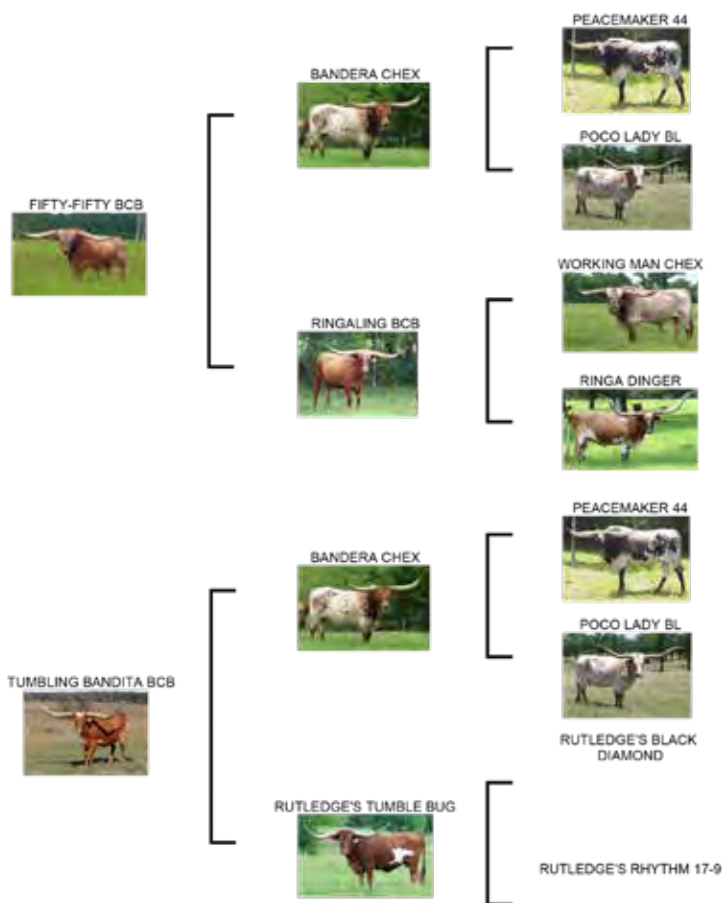 PEACEMAKER 44
BANDERA CHEX
POCO LADY BL
FIFTY-FIFTY BCB
WORKING MAN CHEX
RINGALING BCB
RINGA DINGER
PEACEMAKER 44
BANDERA CHEX
POCO LADY BL
TUMBLING BANDITA BCB
RUTLEDGE'S BLACK
DIAMOND
RUTLEDGE'S TUMBLE BUG
RUTLEDGE'S RHYTHM 17-9